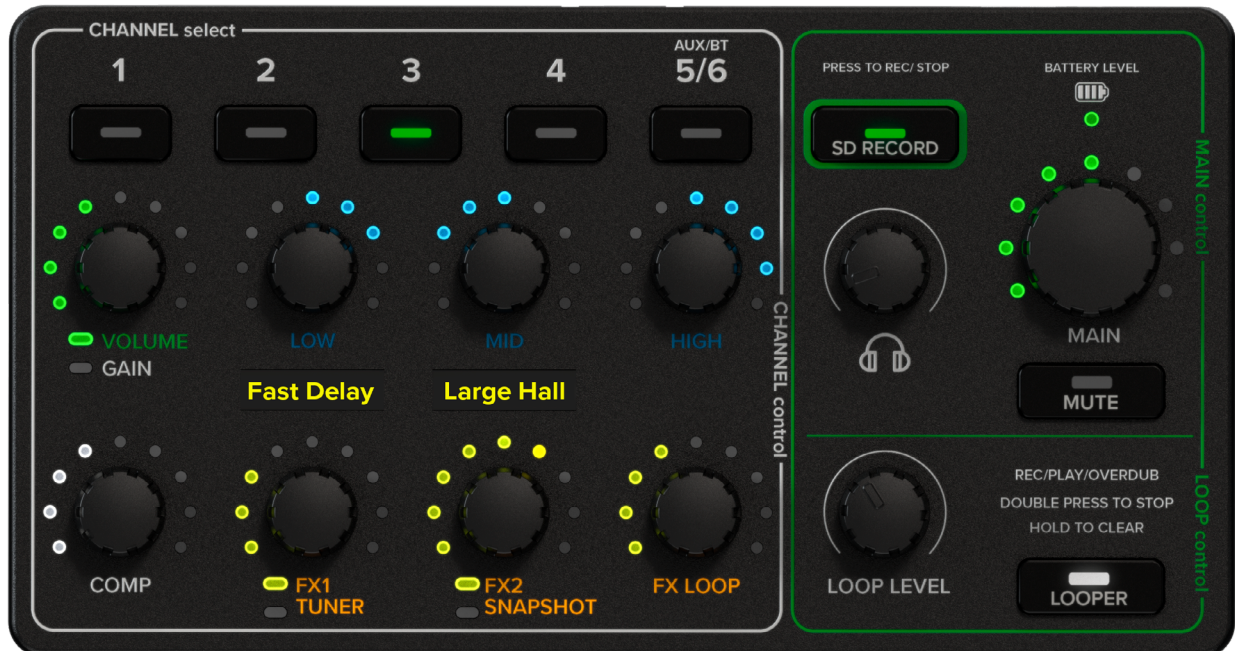 CHANNEL select
1
2
3
4
AUX/BT
5/6
VOLUME
GAIN
LOW
MID
HIGH
Fast Delay
Large Hall
COMP
FX1
TUNER
FX2
SNAPSHOT
FX LOOP
CHANNEL control
PRESS TO REC/ STOP
SD RECORD
BATTERY LEVEL
MAIN
MUTE
MAIN control
LOOP LEVEL
REC/PLAY/OVERDUB
DOUBLE PRESS TO STOP
HOLD TO CLEAR
LOOPER
LOOP control